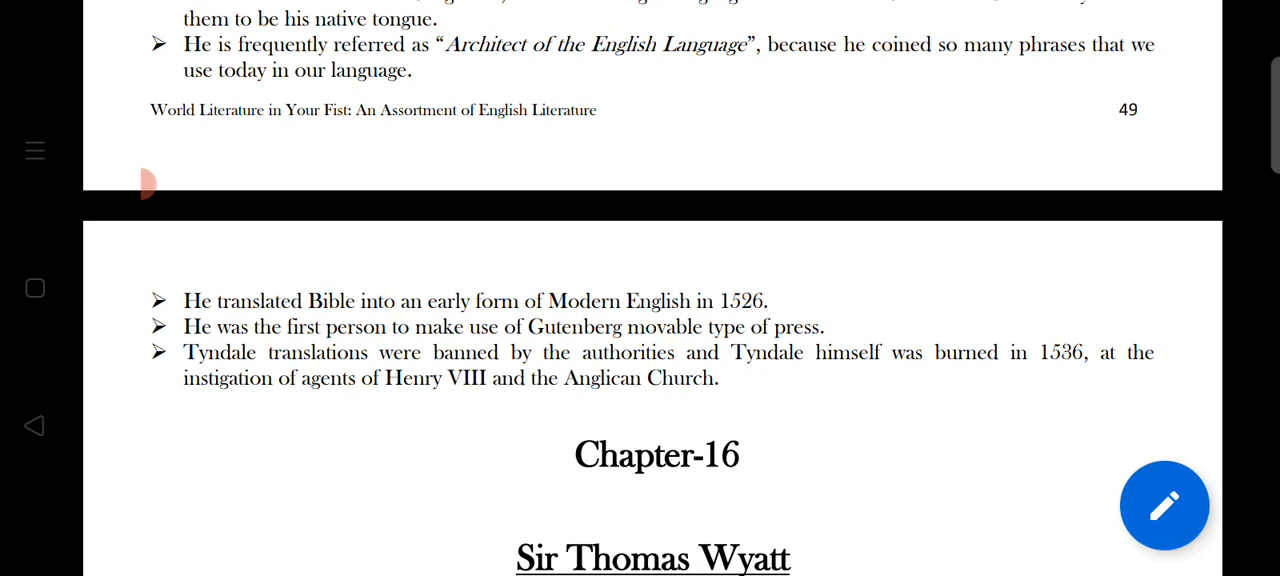 them to be his native tongue.
➢ He is frequently referred as “Architect of the English Language”, because he coined so many phrases that we
use today in our language.
World Literature in Your Fist: An Assortment of English Literature 49
➢ He translated Bible into an early form of Modern English in 1526.
➢ He was the first person to make use of Gutenberg movable type of press.
➢ Tyndale translations were banned by the authorities and Tyndale himself was burned in 1536, at the
instigation of agents of Henry VIII and the Anglican Church.
Chapter-16
Sir Thomas Wyatt